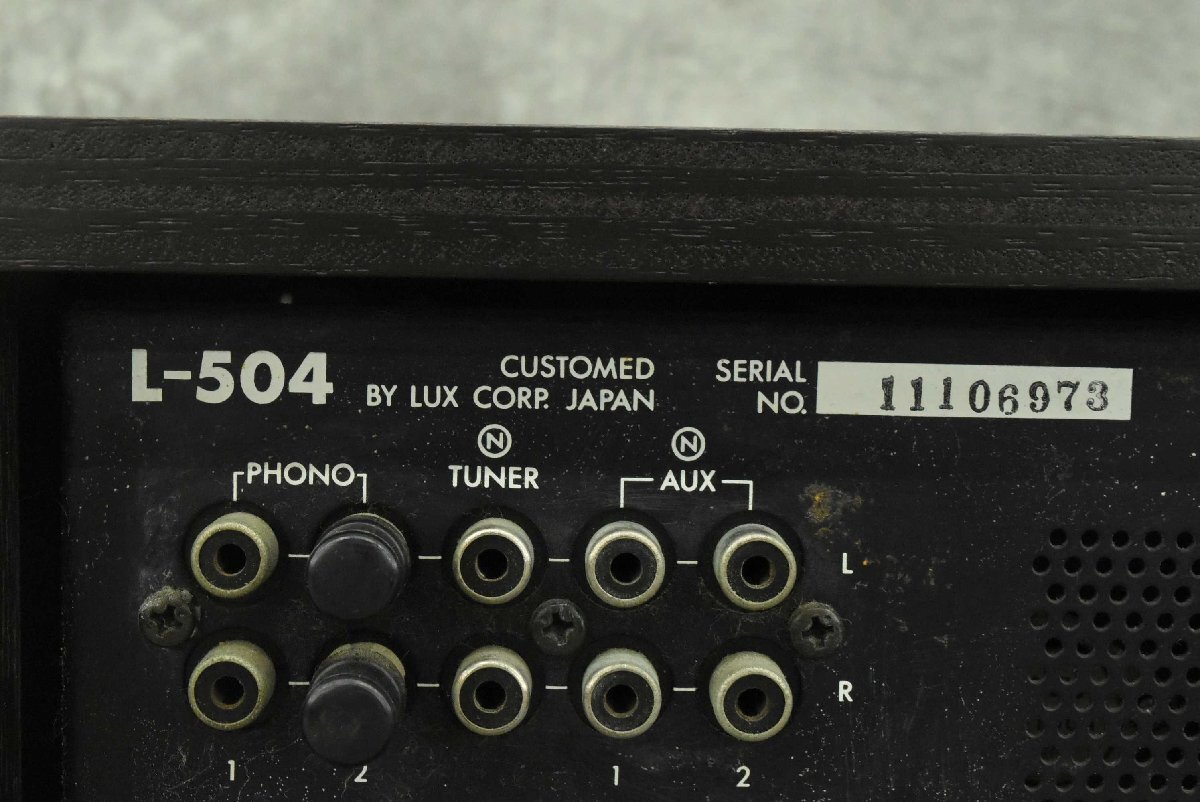 L-504
CUSTOMED
BY LUX CORP. JAPAN
SERIAL
NO.
11106973
N
N
PHONO
TUNER
AUX
L
R
1
2
1
2